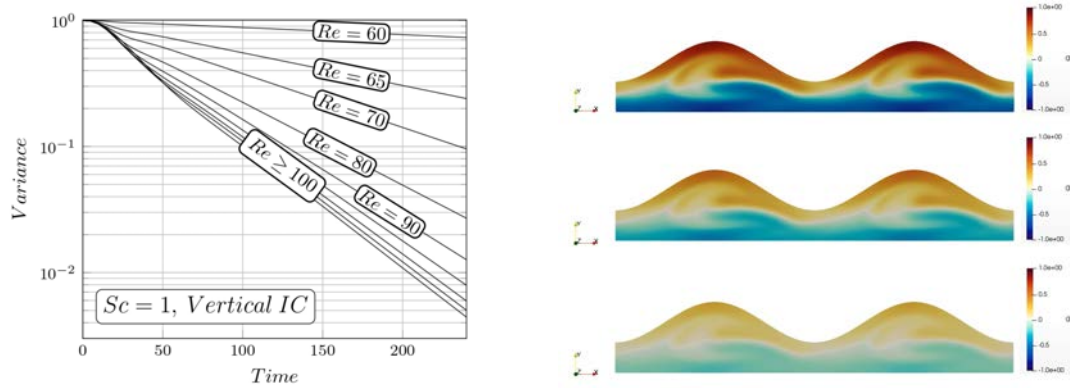 10⁰
10⁻¹
10⁻²
Variance
Re = 60
Re = 65
Re = 70
Re = 80
Re = 90
Re ≥ 100
Sc = 1, Vertical IC
0 50 100 150 200
Time
1.0e+00
0.5
0
-0.5
-1.0e+00
1.0e+00
0.5
0
-0.5
-1.0e+00
1.0e+00
0.5
0
-0.5
-1.0e+00